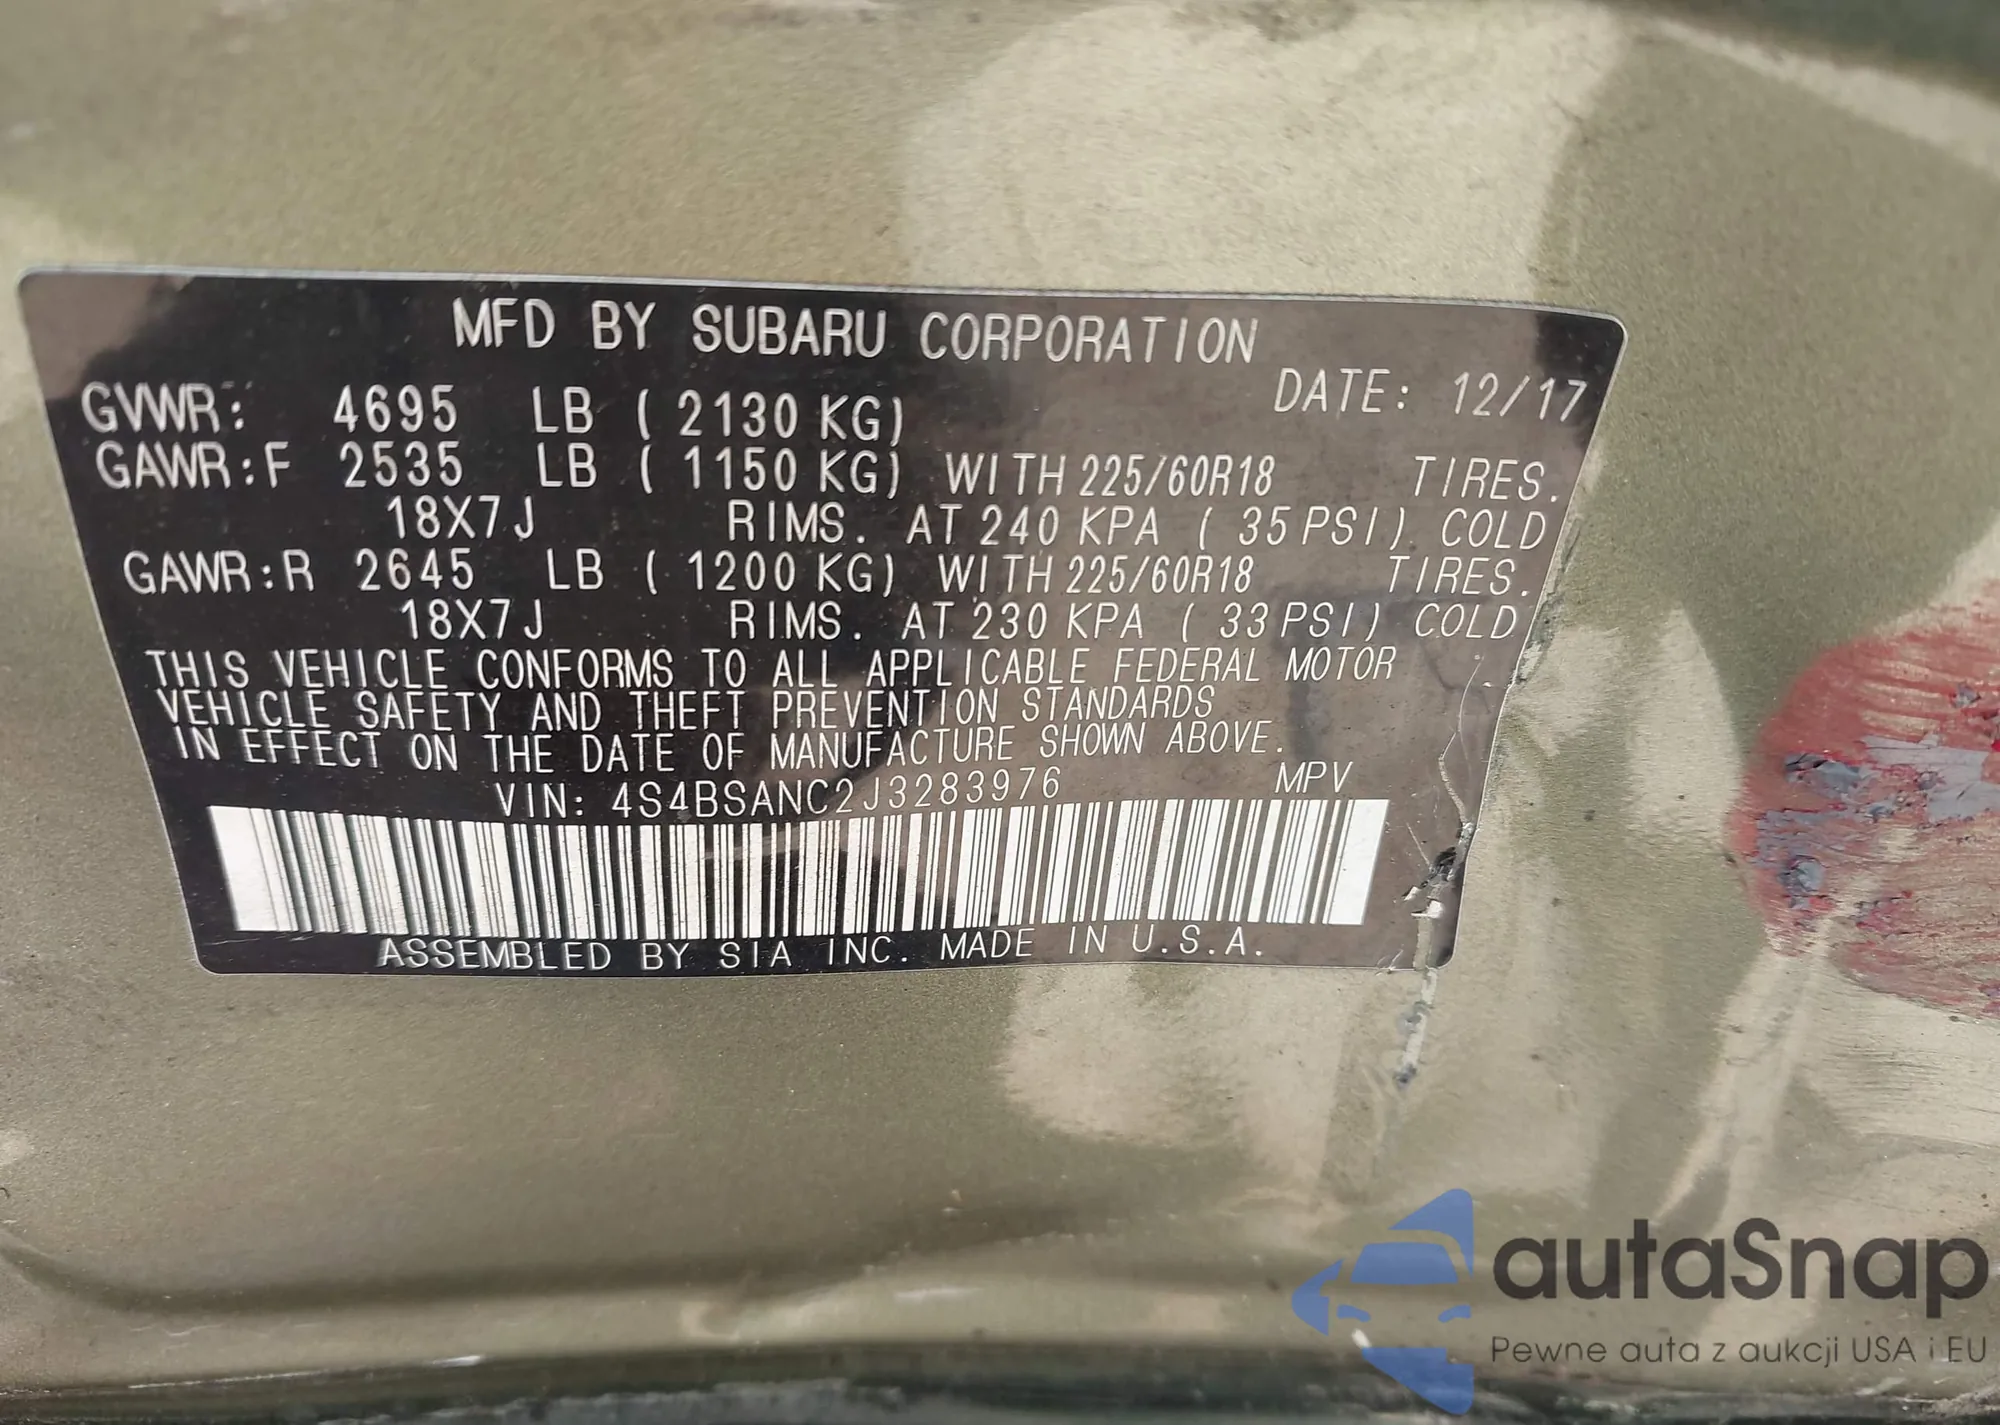 MFD BY SUBARU CORPORATION
DATE: 12/17
GVWR: 4695 LB ( 2130 KG)
GAWR:F 2535 LB ( 1150 KG) WITH 225/60R18 TIRES.
18X7J RIMS. AT 240 KPA ( 35 PSI) COLD
GAWR:R 2645 LB ( 1200 KG) WITH 225/60R18 TIRES.
18X7J RIMS. AT 230 KPA ( 33 PSI) COLD
THIS VEHICLE CONFORMS TO ALL APPLICABLE FEDERAL MOTOR
VEHICLE SAFETY AND THEFT PREVENTION STANDARDS
IN EFFECT ON THE DATE OF MANUFACTURE SHOWN ABOVE.
VIN: 4S4BSANC2J3283976 MPV
ASSEMBLED BY SIA INC. MADE IN U.S.A.
autaSnap
Pewne auta z aukcji USA i EU